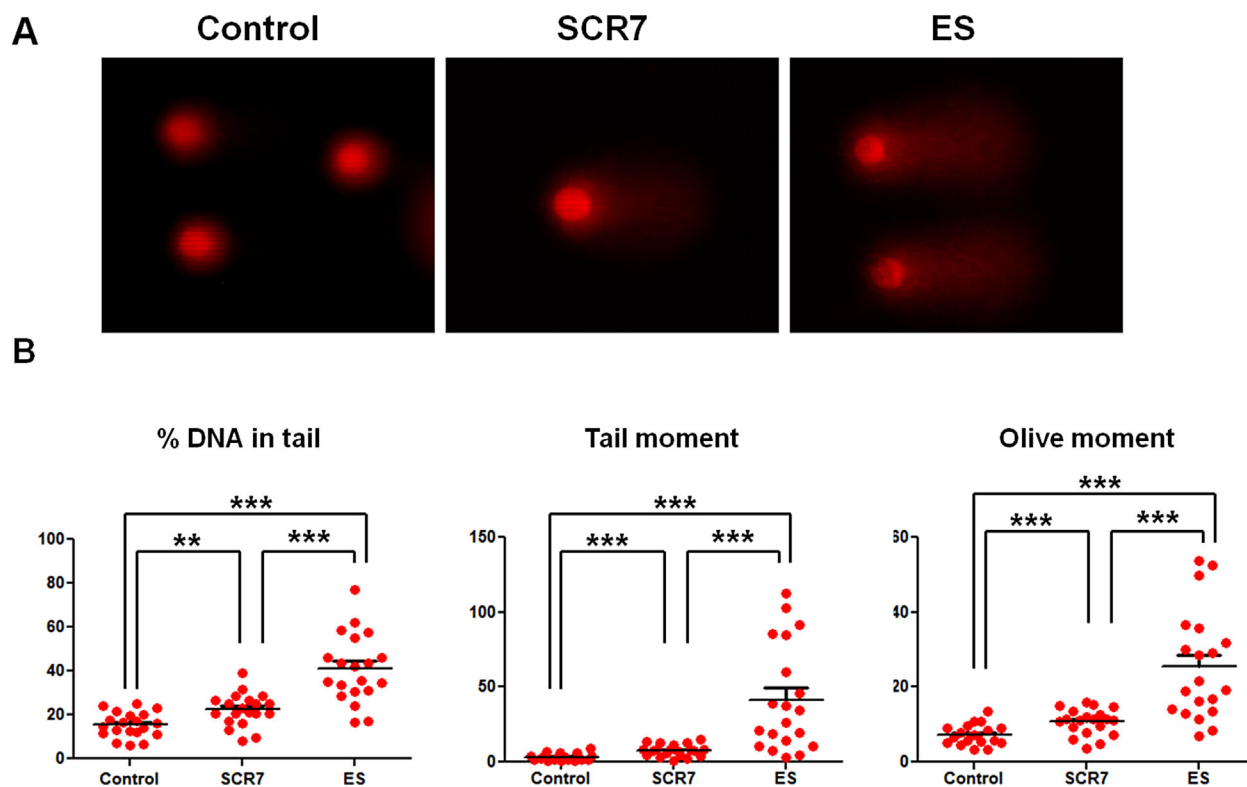 A
Control SCR7 ES
B
% DNA in tail Tail moment Olive moment
*** *** ***
** *** *** *** *** ***
100
80
60
40
20
0
Control SCR7 ES
150
100
50
0
Control SCR7 ES
60
40
20
0
Control SCR7 ES